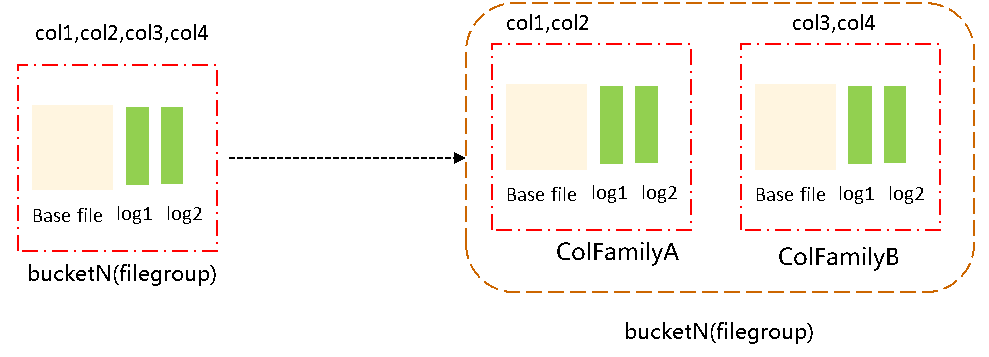 col1,col2,col3,col4
Base file log1 log2
bucketN(filegroup)
col1,col2
Base file log1 log2
ColFamilyA
col3,col4
Base file log1 log2
ColFamilyB
bucketN(filegroup)